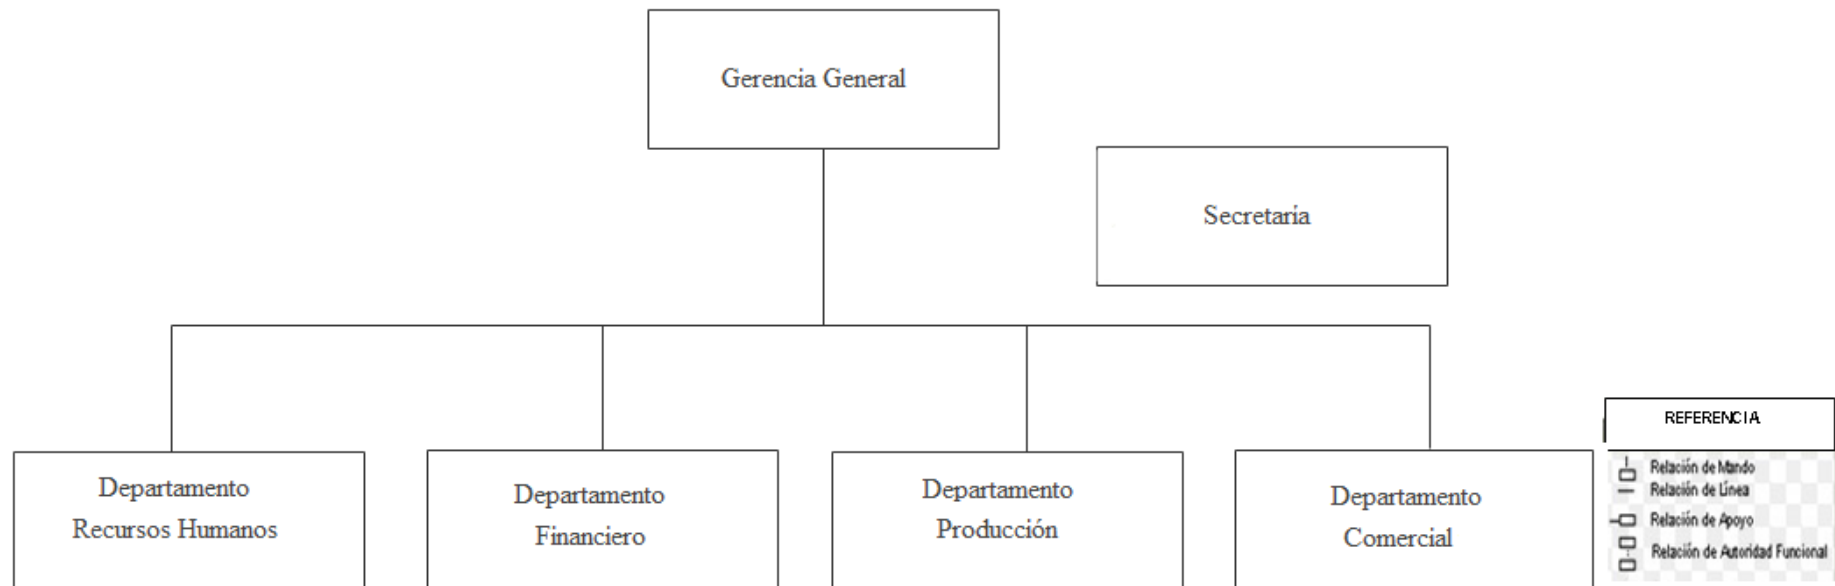 Gerencia General
Secretaria
Departamento
Recursos Humanos
Departamento
Financiero
Departamento
Producción
Departamento
Comercial
REFERENCIA
Relación de Mando
Relación de Línea
Relación de Apoyo
Relación de Autoridad Funcional